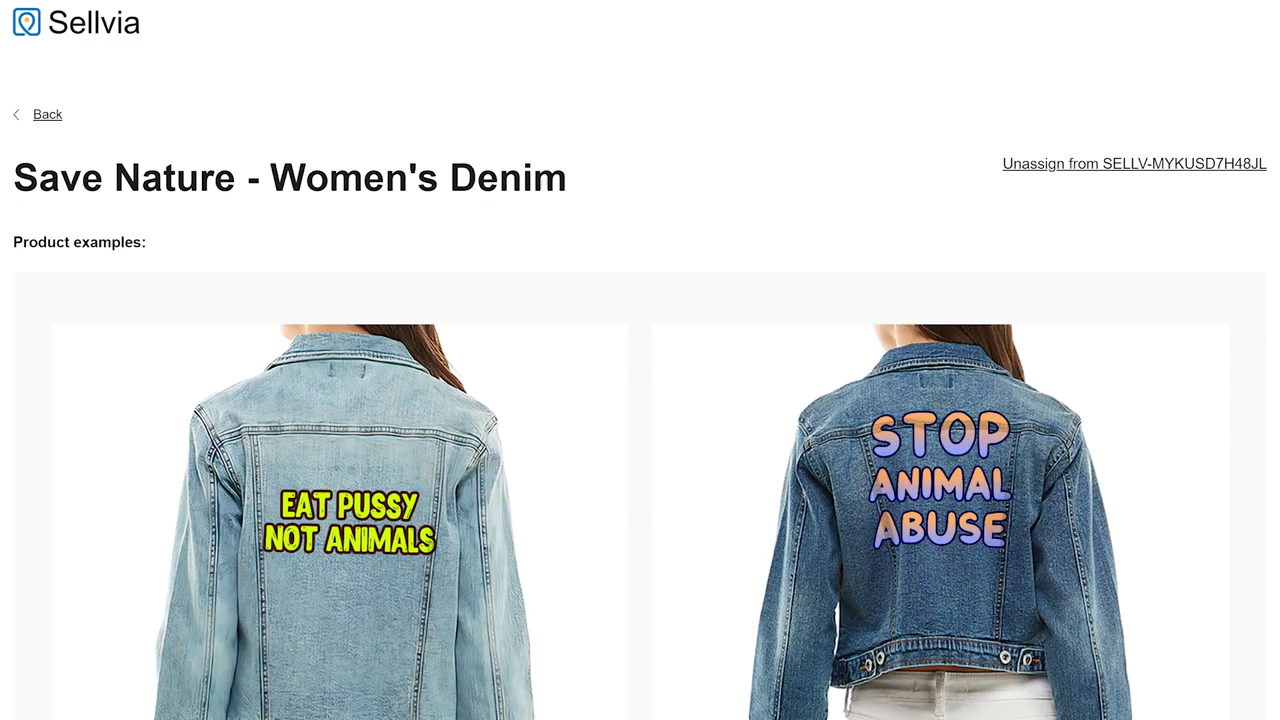 Sellvia
Back
Save Nature - Women's Denim
Unassign from SELLV-MYKUSD7H48JL
Product examples:
EAT PUSSY
NOT ANIMALS
STOP
ANIMAL
ABUSE